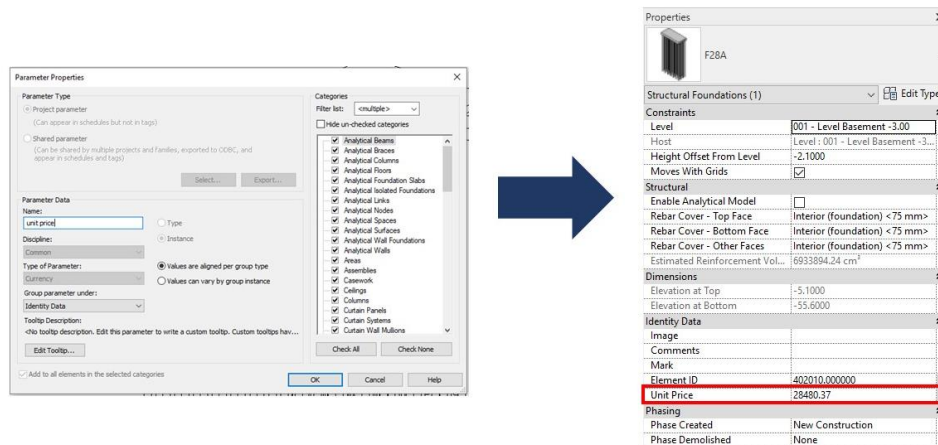 Parameter Properties
Parameter Type
Project parameter
(Can appear in schedules but not in tags)
Shared parameter
(Can be shared by multiple projects and families, exported to ODBC, and
appear in schedules and tags)
Select... Export...
Parameter Data
Name:
unit price
Type
Discipline:
Instance
Common
Type of Parameter:
Values are aligned per group type
Currency
Values can vary by group instance
Group parameter under:
Identity Data
Tooltip Description:
<No tooltip description. Edit this parameter to write a custom tooltip. Custom tooltips hav...
Edit Tooltip...
Add to all elements in the selected categories
Categories
Filter list: <multiple>
Hide un-checked categories
Analytical Beams
Analytical Braces
Analytical Columns
Analytical Floors
Analytical Foundation Slabs
Analytical Isolated Foundations
Analytical Links
Analytical Nodes
Analytical Spaces
Analytical Surfaces
Analytical Wall Foundations
Analytical Walls
Areas
Assemblies
Casework
Ceilings
Columns
Curtain Panels
Curtain Systems
Curtain Wall Mullions
Check All Check None
OK Cancel Help
Properties
F28A
Structural Foundations (1) Edit Type
Constraints
Level 001 - Level Basement -3.00
Host Level : 001 - Level Basement -3...
Height Offset From Level -2.1000
Moves With Grids
Structural
Enable Analytical Model
Rebar Cover - Top Face Interior (foundation) <75 mm>
Rebar Cover - Bottom Face Interior (foundation) <75 mm>
Rebar Cover - Other Faces Interior (foundation) <75 mm>
Estimated Reinforcement Vol... 6933894.24 cm³
Dimensions
Elevation at Top -5.1000
Elevation at Bottom -55.6000
Identity Data
Image
Comments
Mark
Element ID 402010.000000
Unit Price 28480.37
Phasing
Phase Created New Construction
Phase Demolished None